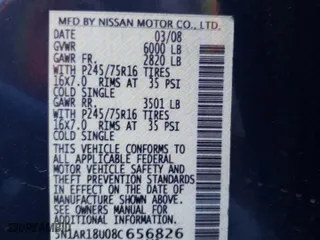 MFD BY NISSAN MOTOR CO., LTD.
DATE 03/08
GVWR 6000 LB
GAWR FR. 2820 LB
WITH P245/75R16 TIRES
16X7.0 RIMS AT 35 PSI
COLD SINGLE
GAWR RR. 3501 LB
WITH P245/75R16 TIRES
16X7.0 RIMS AT 35 PSI
COLD SINGLE
THIS VEHICLE CONFORMS TO
ALL APPLICABLE FEDERAL
MOTOR VEHICLE SAFETY AND
THEFT PREVENTION
STANDARDS IN EFFECT ON
THE DATE OF MANUFACTURE
SHOWN ABOVE.
SEE OWNERS MANUAL FOR
ADDITIONAL INFORMATION
5N1AR18U08C656826